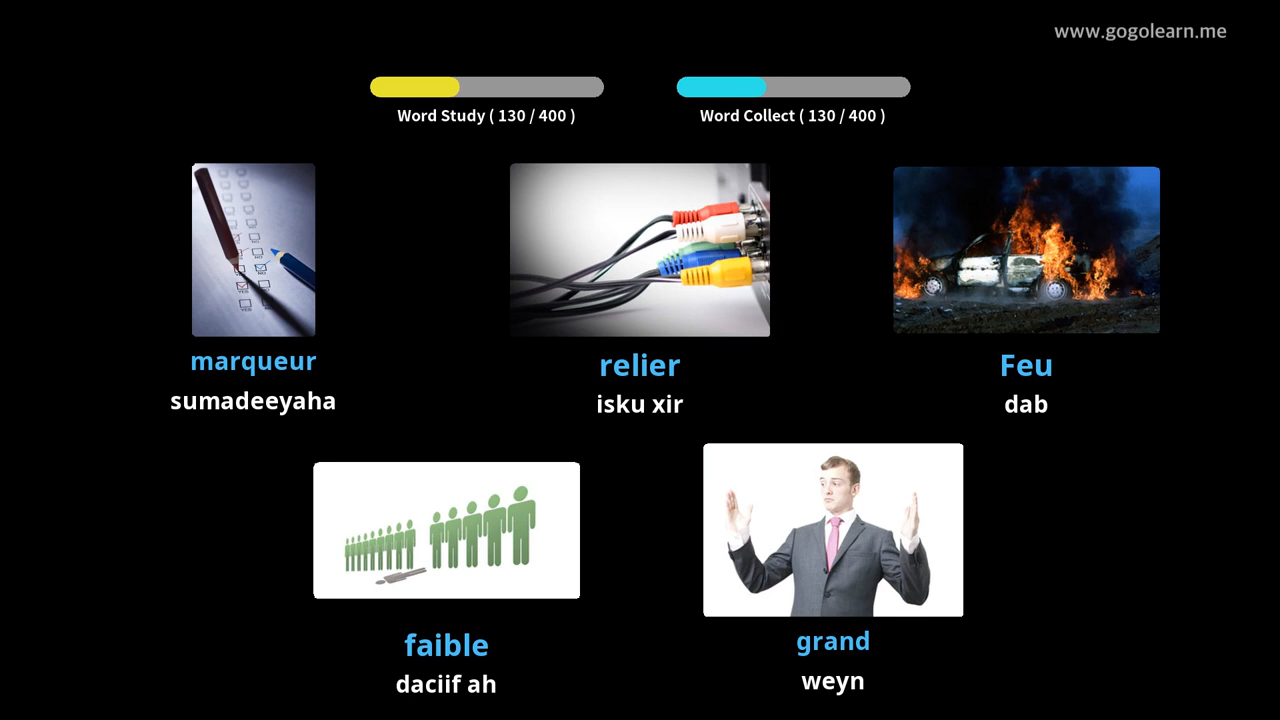 www.gogolearn.me
Word Study ( 130 / 400 )
Word Collect ( 130 / 400 )
marqueur
sumadeeyaha
relier
isku xir
Feu
dab
faible
daciif ah
grand
weyn